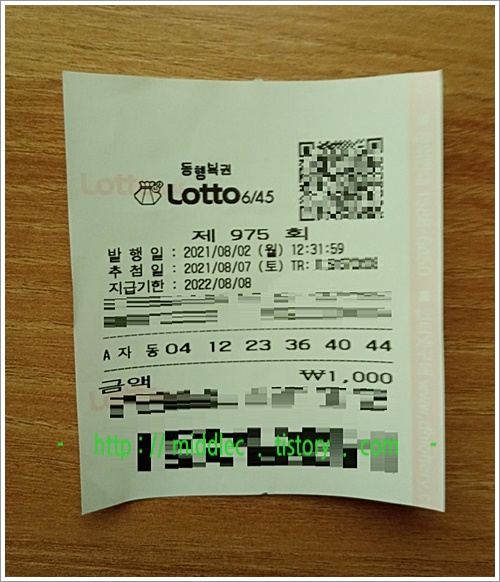 동행복권
Lotto 6/45
제 975 회
발 행 일 : 2021/08/02 (월) 12:31:59
추 첨 일 : 2021/08/07 (토) TR:
지급기한 : 2022/08/08
A 자 동 04 12 23 36 40 44
금액 ₩1,000
- http://middlec.tistory.com -